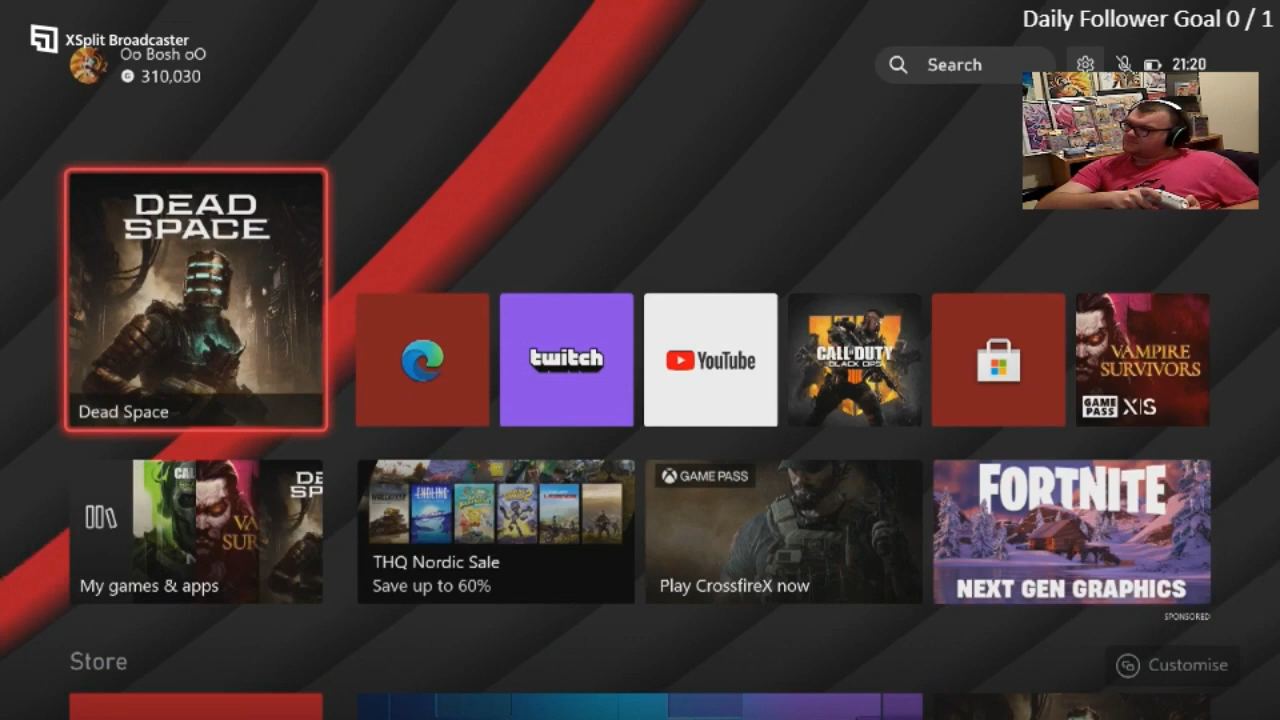 Daily Follower Goal 0 / 1
XSplit Broadcaster
Oo Bosh oO
G 310,030
Search
21:20
DEAD
SPACE
Dead Space
twitch
YouTube
CALL OF DUTY
BLACK OPS
VAMPIRE
SURVIVORS
GAME
PASS
X|S
My games & apps
THQ Nordic Sale
Save up to 60%
GAME PASS
Play CrossfireX now
FORTNITE
NEXT GEN GRAPHICS
SPONSORED
Store
Customise